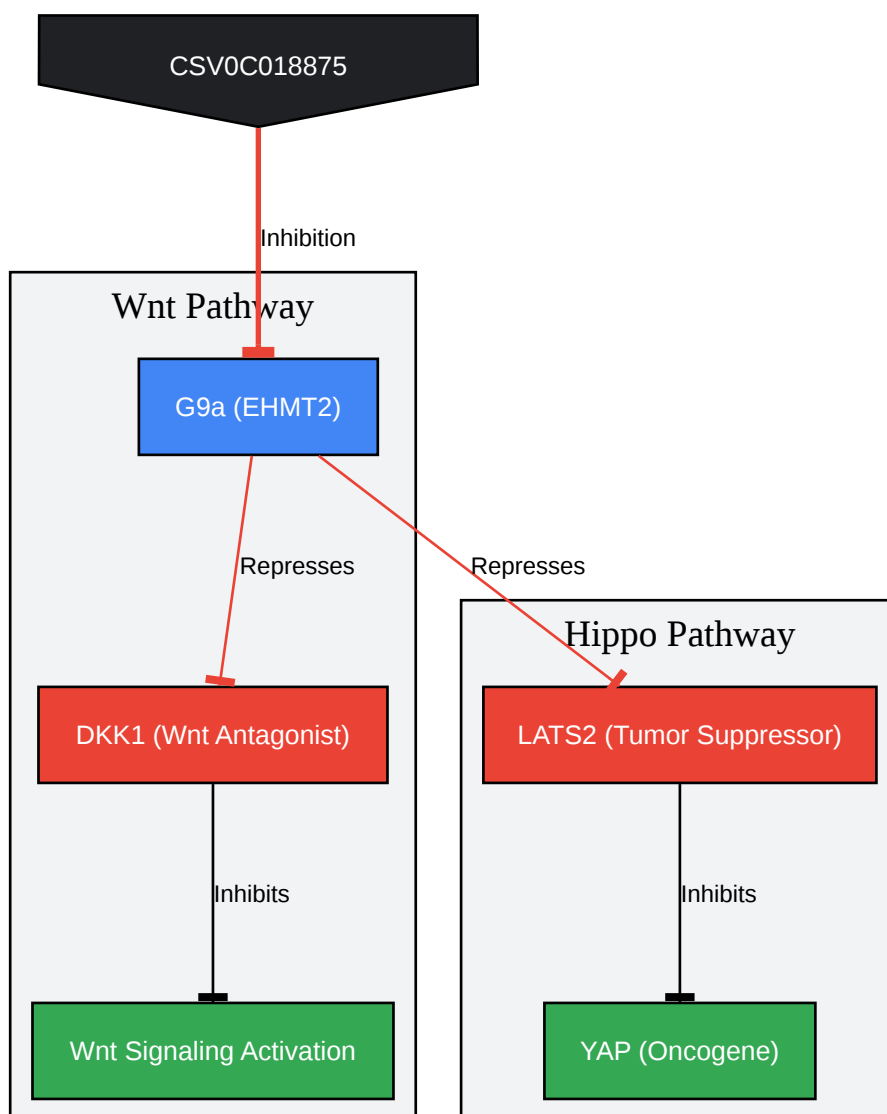 CSV0C018875
Inhibition
Wnt Pathway
G9a (EHMT2)
Represses
Represses
Hippo Pathway
DKK1 (Wnt Antagonist)
LATS2 (Tumor Suppressor)
Inhibits
Inhibits
Wnt Signaling Activation
YAP (Oncogene)